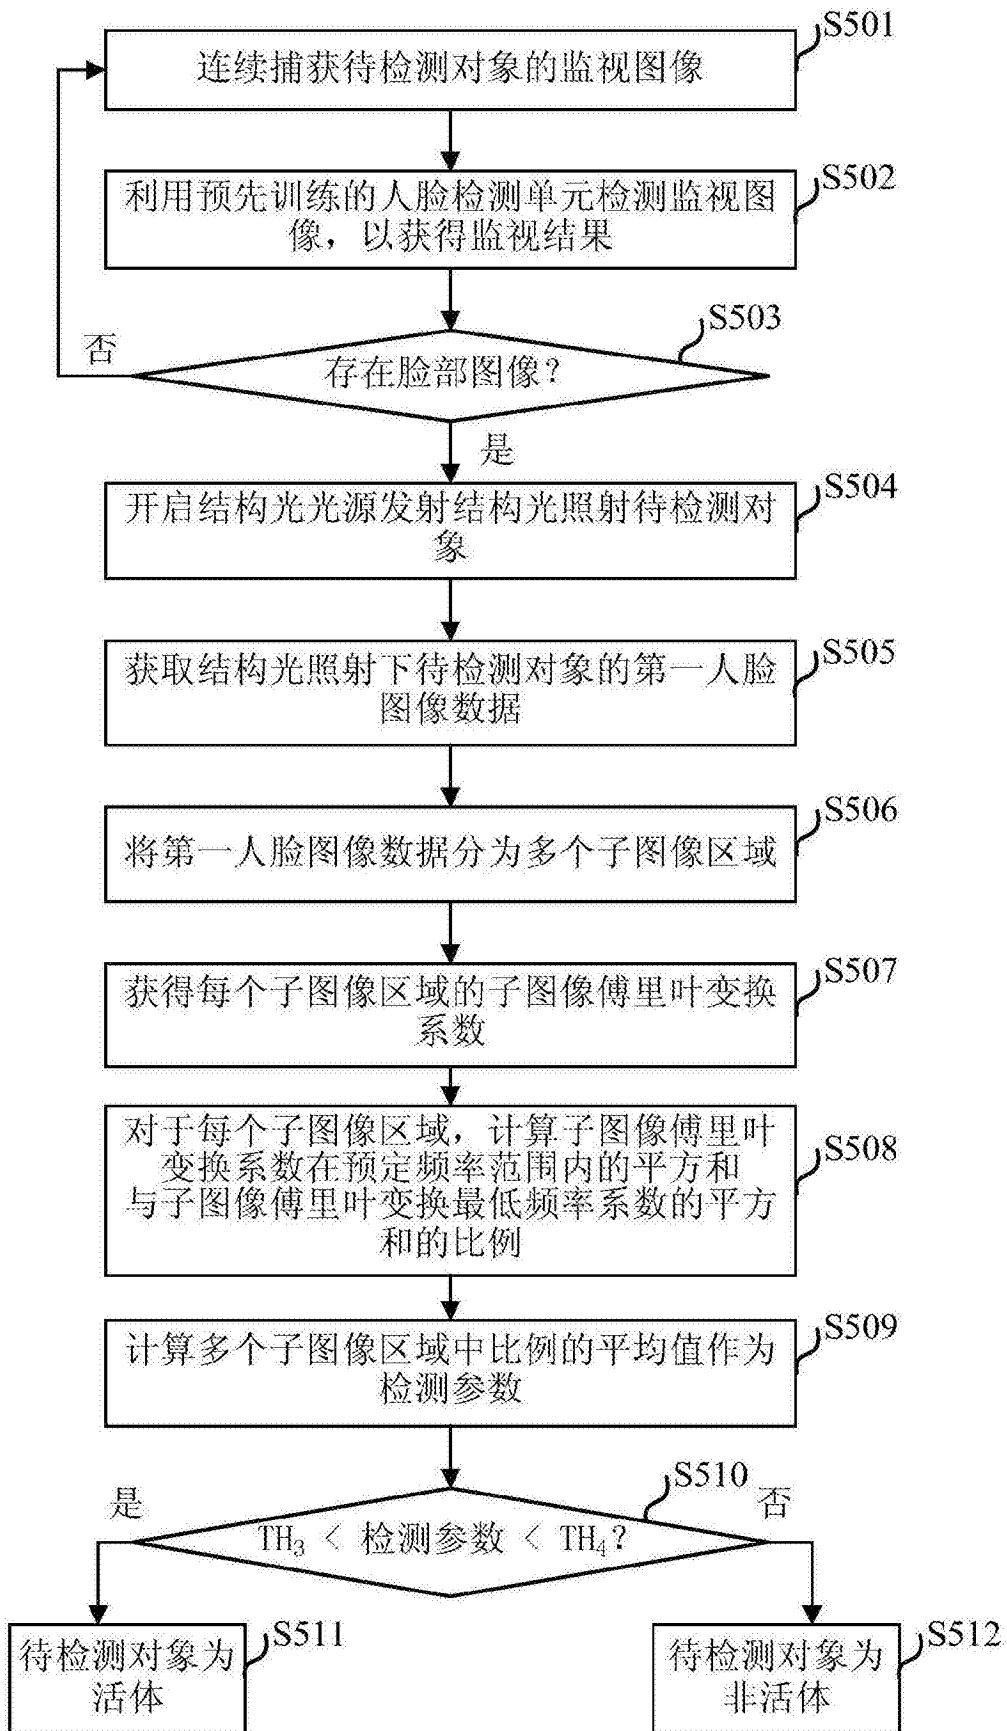 S501
连续捕获待检测对象的监视图像
S502
利用预先训练的人脸检测单元检测监视图
像，以获得监视结果
S503
否
存在脸部图像？
是
S504
开启结构光光源发射结构光照射待检测对
象
S505
获取结构光照射下待检测对象的第一人脸
图像数据
S506
将第一人脸图像数据分为多个子图像区域
S507
获得每个子图像区域的子图像傅里叶变换
系数
S508
对于每个子图像区域，计算子图像傅里叶
变换系数在预定频率范围内的平方和
与子图像傅里叶变换最低频率系数的平方
和的比例
S509
计算多个子图像区域中比例的平均值作为
检测参数
S510
是
否
TH₃ < 检测参数 < TH₄？
S511
待检测对象为
活体
S512
待检测对象为
非活体